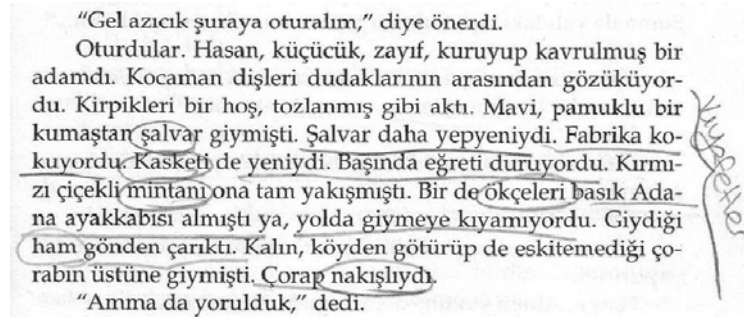 “Gel azıcık şuraya oturalım,” diye önerdi.
Oturdular. Hasan, küçücük, zayıf, kuruyup kavrulmuş bir
adamdı. Kocaman dişleri dudaklarının arasından gözüküyor-
du. Kirpikleri bir hoş, tozlanmış gibi aktı. Mavi, pamuklu bir
kumaştan şalvar giymişti. Şalvar daha yepyeniydi. Fabrika ko-
kuyordu. Kasketi de yeniydi. Başında eğreti duruyordu. Kırmı-
zı çiçekli mintanı ona tam yakışmıştı. Bir de ökçeleri basık Ada-
na ayakkabısı almıştı ya, yolda giymeye kıyamıyordu. Giydiği
ham gönden çarıktı. Kalın, köyden götürüp de eskitemediği ço-
rabın üstüne giymişti. Çorap nakışlıydı.
“Amma da yorulduk,” dedi.